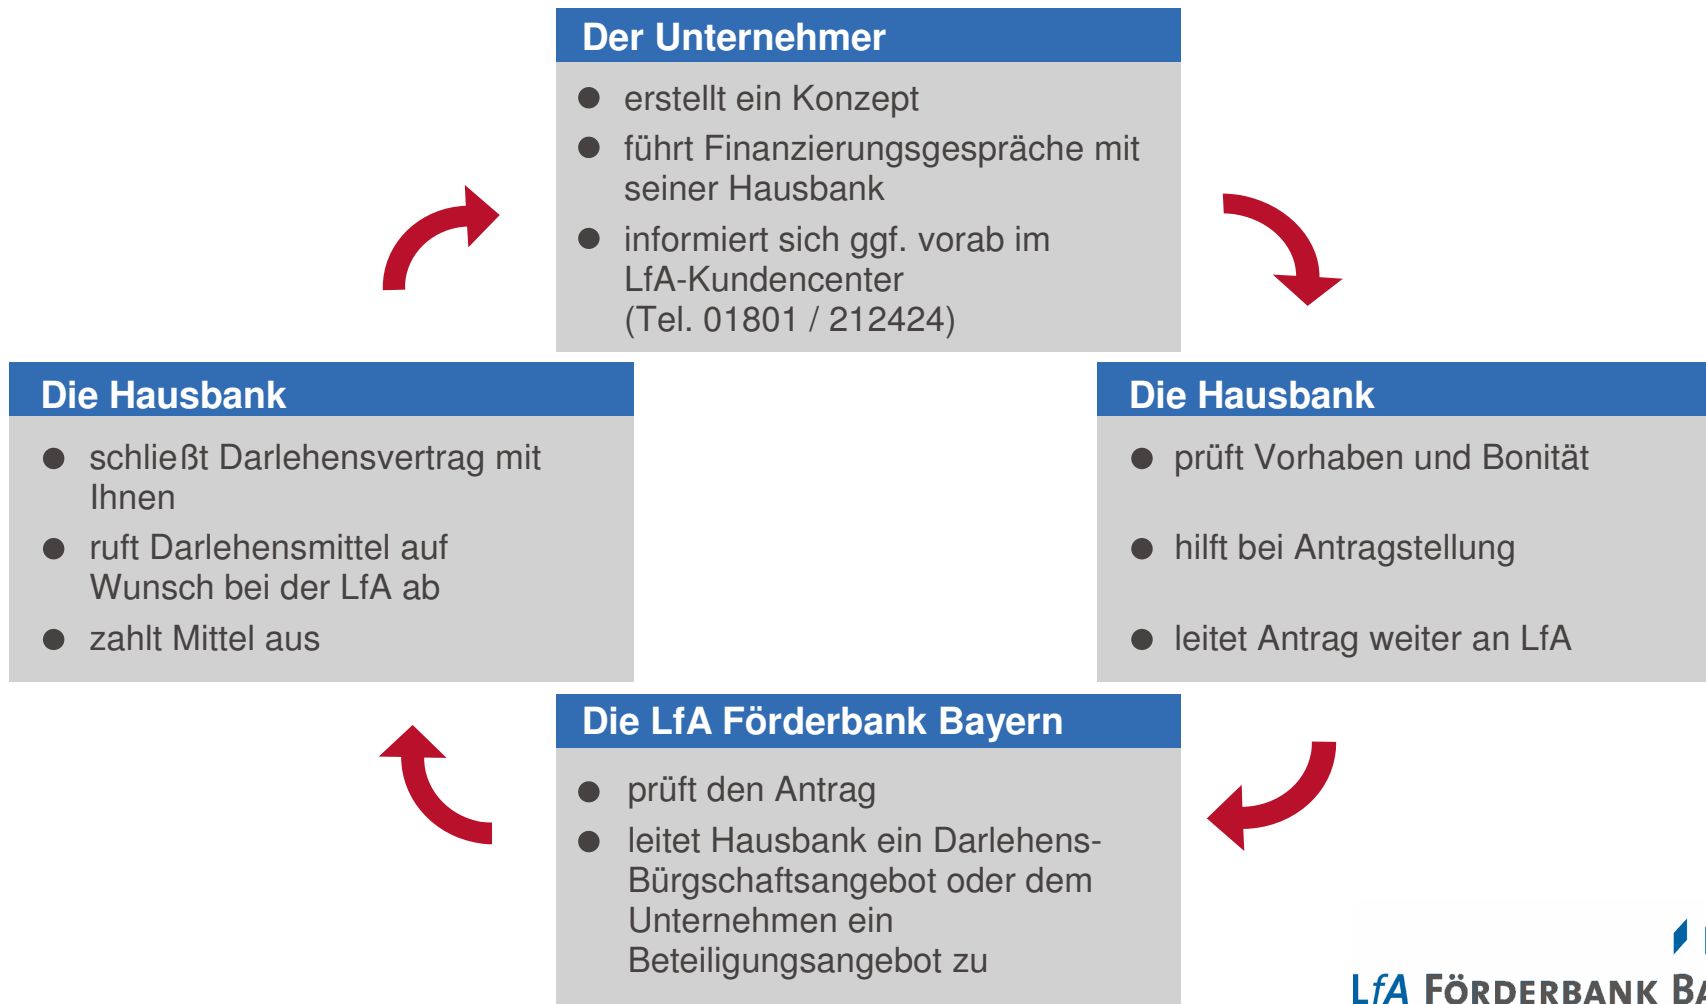 Der Unternehmer
● erstellt ein Konzept
● führt Finanzierungsgespräche mit
seiner Hausbank
● informiert sich ggf. vorab im
LfA-Kundencenter
(Tel. 01801 / 212424)
Die Hausbank
● schließt Darlehensvertrag mit
Ihnen
● ruft Darlehensmittel auf
Wunsch bei der LfA ab
● zahlt Mittel aus
Die Hausbank
● prüft Vorhaben und Bonität
● hilft bei Antragstellung
● leitet Antrag weiter an LfA
Die LfA Förderbank Bayern
● prüft den Antrag
● leitet Hausbank ein Darlehens-
Bürgschaftsangebot oder dem
Unternehmen ein
Beteiligungsangebot zu
LfA FÖRDERBANK